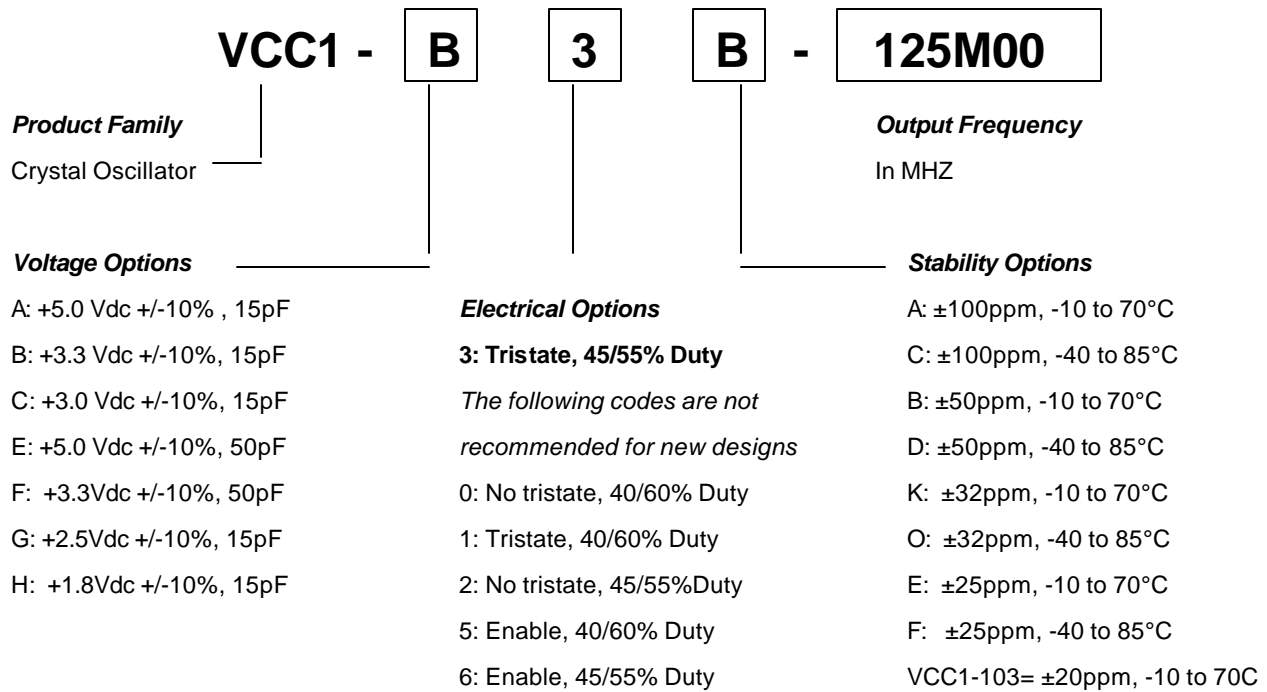 VCC1 - B 3 B - 125M00
Product Family
Crystal Oscillator
Output Frequency
In MHZ
Voltage Options
A: +5.0 Vdc +/-10% , 15pF
B: +3.3 Vdc +/-10%, 15pF
C: +3.0 Vdc +/-10%, 15pF
E: +5.0 Vdc +/-10%, 50pF
F: +3.3Vdc +/-10%, 50pF
G: +2.5Vdc +/-10%, 15pF
H: +1.8Vdc +/-10%, 15pF
Electrical Options
3: Tristate, 45/55% Duty
The following codes are not
recommended for new designs
0: No tristate, 40/60% Duty
1: Tristate, 40/60% Duty
2: No tristate, 45/55%Duty
5: Enable, 40/60% Duty
6: Enable, 45/55% Duty
Stability Options
A: ±100ppm, -10 to 70°C
C: ±100ppm, -40 to 85°C
B: ±50ppm, -10 to 70°C
D: ±50ppm, -40 to 85°C
K: ±32ppm, -10 to 70°C
O: ±32ppm, -40 to 85°C
E: ±25ppm, -10 to 70°C
F: ±25ppm, -40 to 85°C
VCC1-103= ±20ppm, -10 to 70C